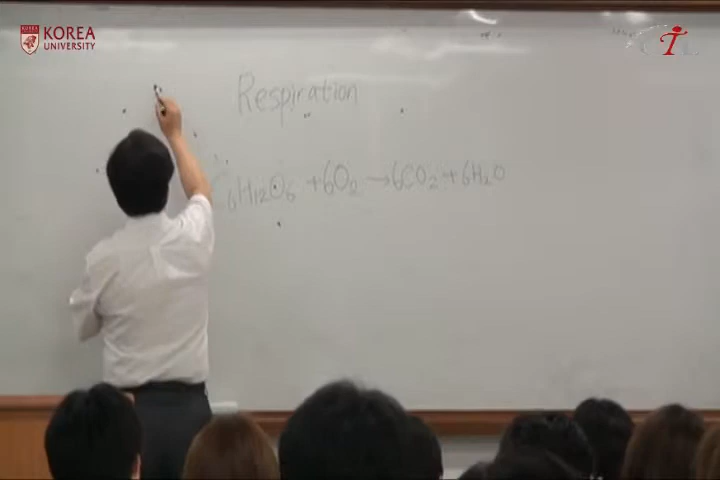 KOREA
UNIVERSITY
Respiration
C6H12O6 + 6O2 → 6CO2 + 6H2O